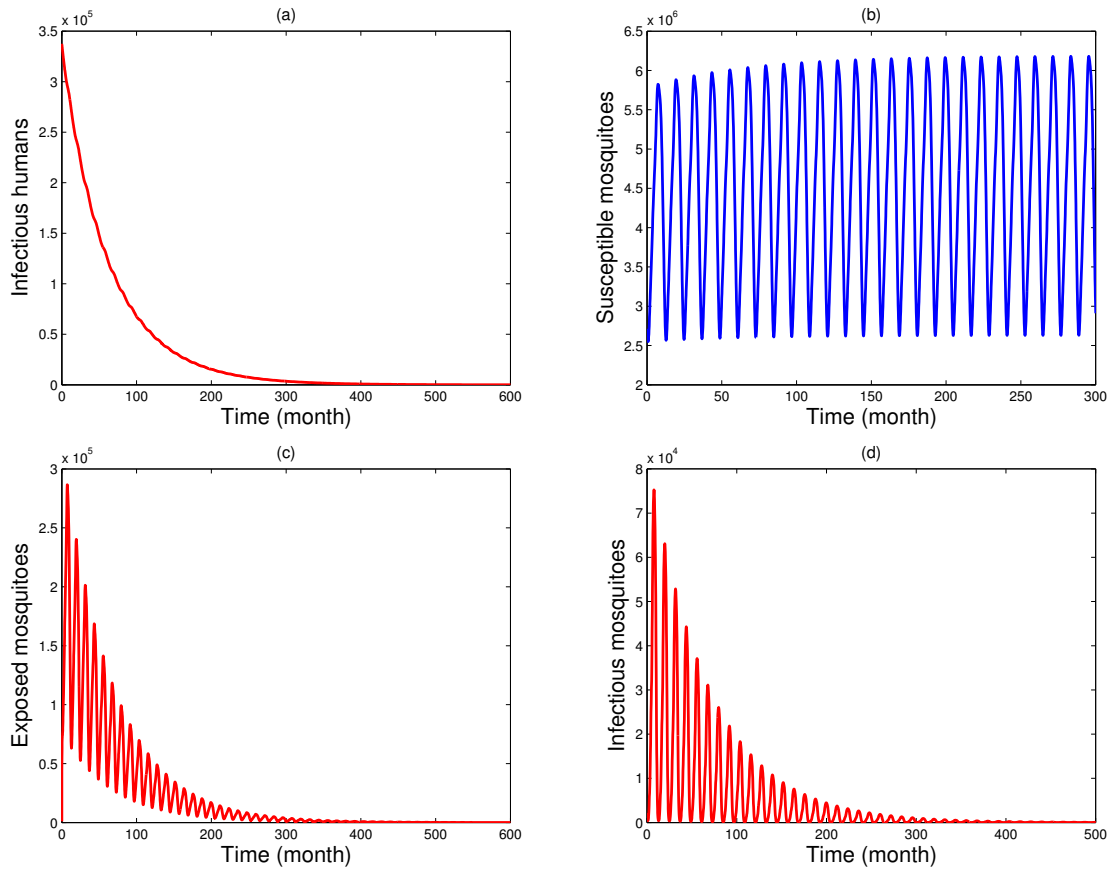 (a)
x 10^5
3.5
3
2.5
2
1.5
1
0.5
0
0 100 200 300 400 500 600
Time (month)
Infectious humans
(b)
x 10^6
6.5
6
5.5
5
4.5
4
3.5
3
2.5
2
0 50 100 150 200 250 300
Time (month)
Susceptible mosquitoes
(c)
x 10^5
3
2.5
2
1.5
1
0.5
0
0 100 200 300 400 500 600
Time (month)
Exposed mosquitoes
(d)
x 10^4
8
7
6
5
4
3
2
1
0
0 100 200 300 400 500
Time (month)
Infectious mosquitoes